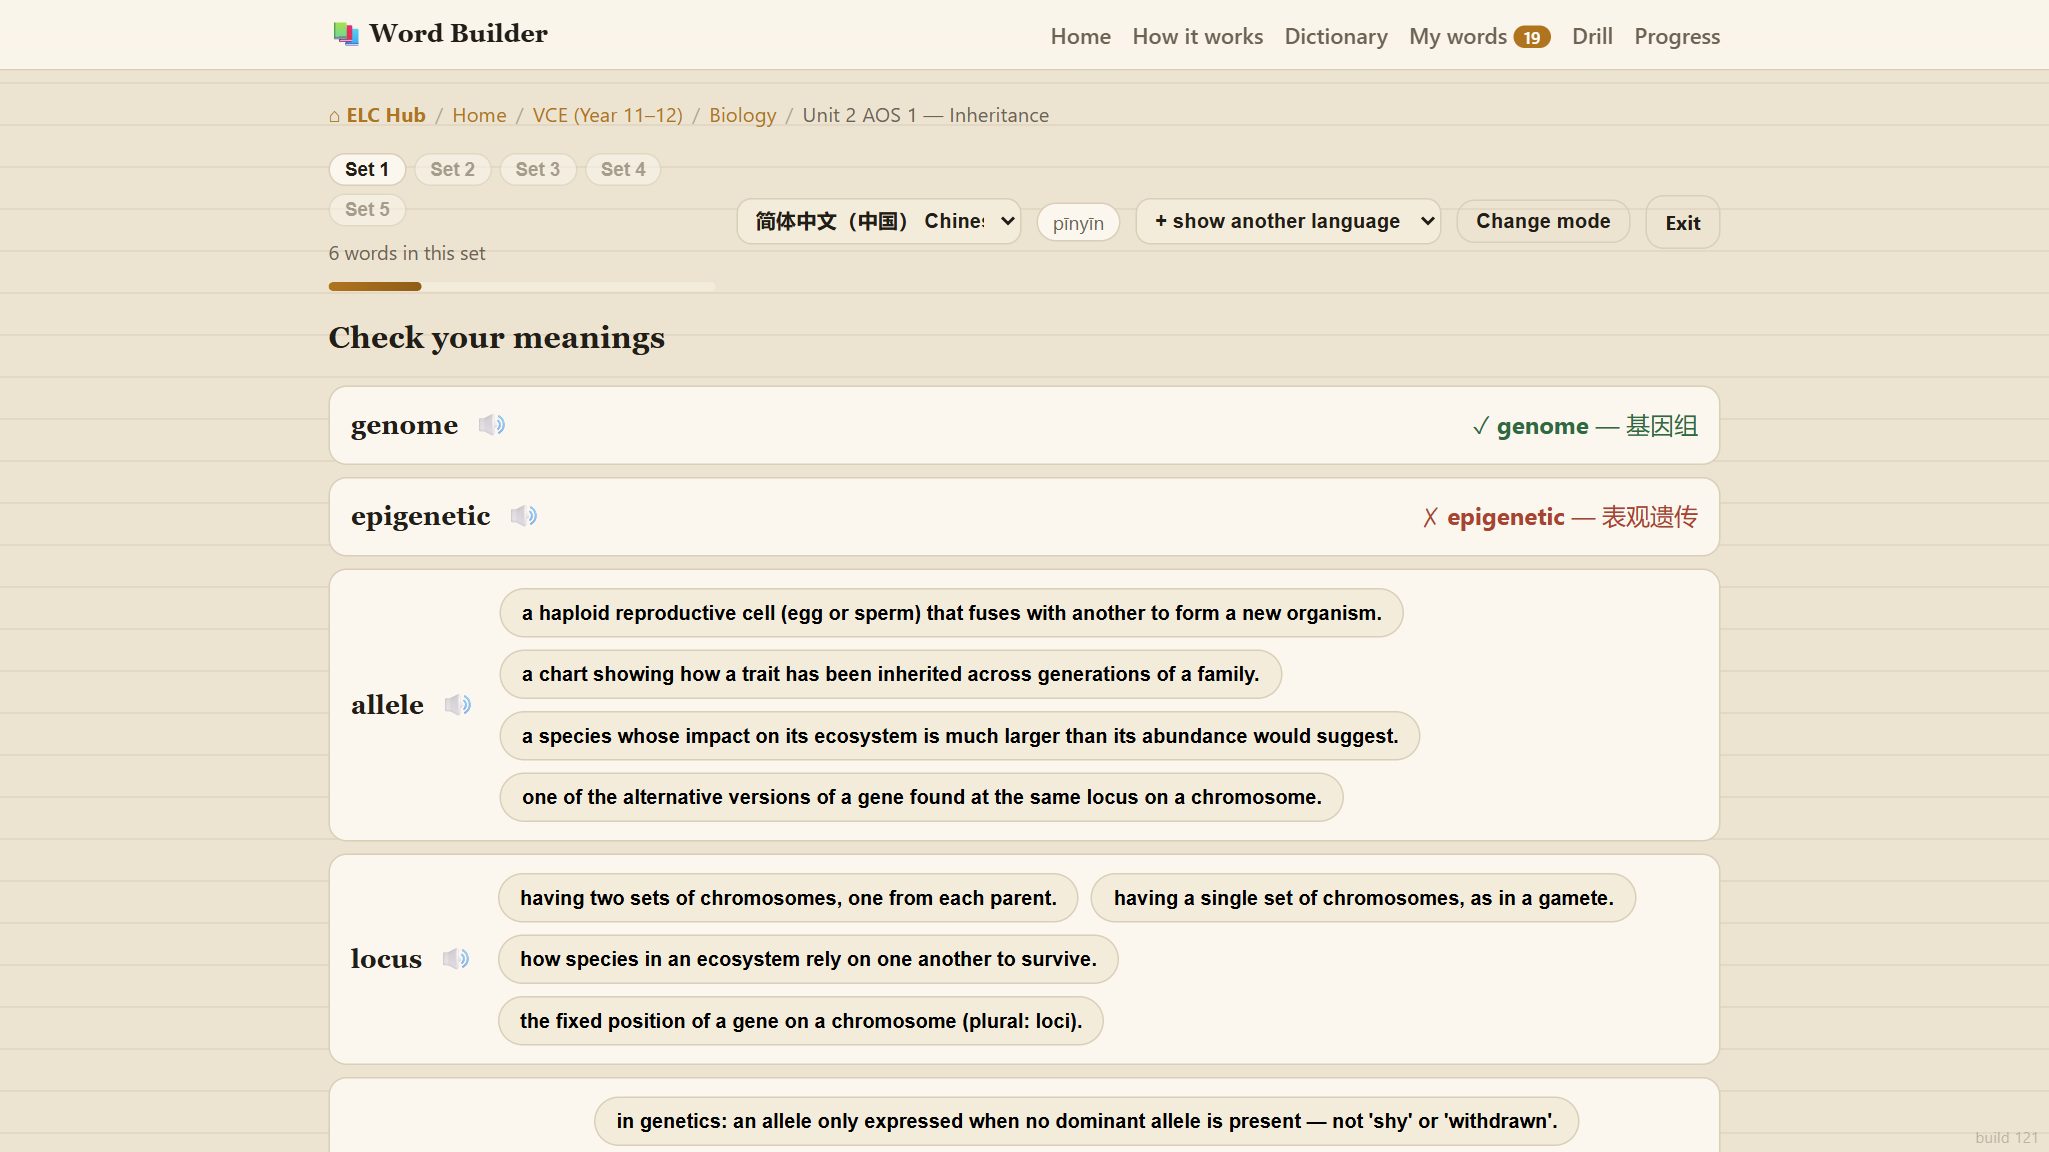 Word Builder
Home How it works Dictionary My words 19 Drill Progress
⌂ ELC Hub / Home / VCE (Year 11–12) / Biology / Unit 2 AOS 1 — Inheritance
Set 1 Set 2 Set 3 Set 4
Set 5
简体中文（中国） Chines pīnyīn + show another language Change mode Exit
6 words in this set
Check your meanings
genome ✓ genome — 基因组
epigenetic ✗ epigenetic — 表观遗传
a haploid reproductive cell (egg or sperm) that fuses with another to form a new organism.
a chart showing how a trait has been inherited across generations of a family.
allele
a species whose impact on its ecosystem is much larger than its abundance would suggest.
one of the alternative versions of a gene found at the same locus on a chromosome.
having two sets of chromosomes, one from each parent. having a single set of chromosomes, as in a gamete.
locus how species in an ecosystem rely on one another to survive.
the fixed position of a gene on a chromosome (plural: loci).
in genetics: an allele only expressed when no dominant allele is present — not 'shy' or 'withdrawn'.
build 121